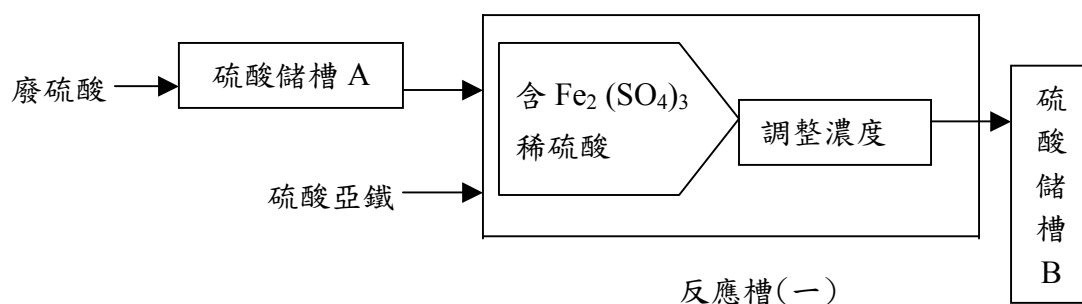 廢硫酸
硫酸儲槽 A
含 Fe₂ (SO₄)₃
稀硫酸
調整濃度
硫酸亞鐵
反應槽(一)
硫
酸
儲
槽
B